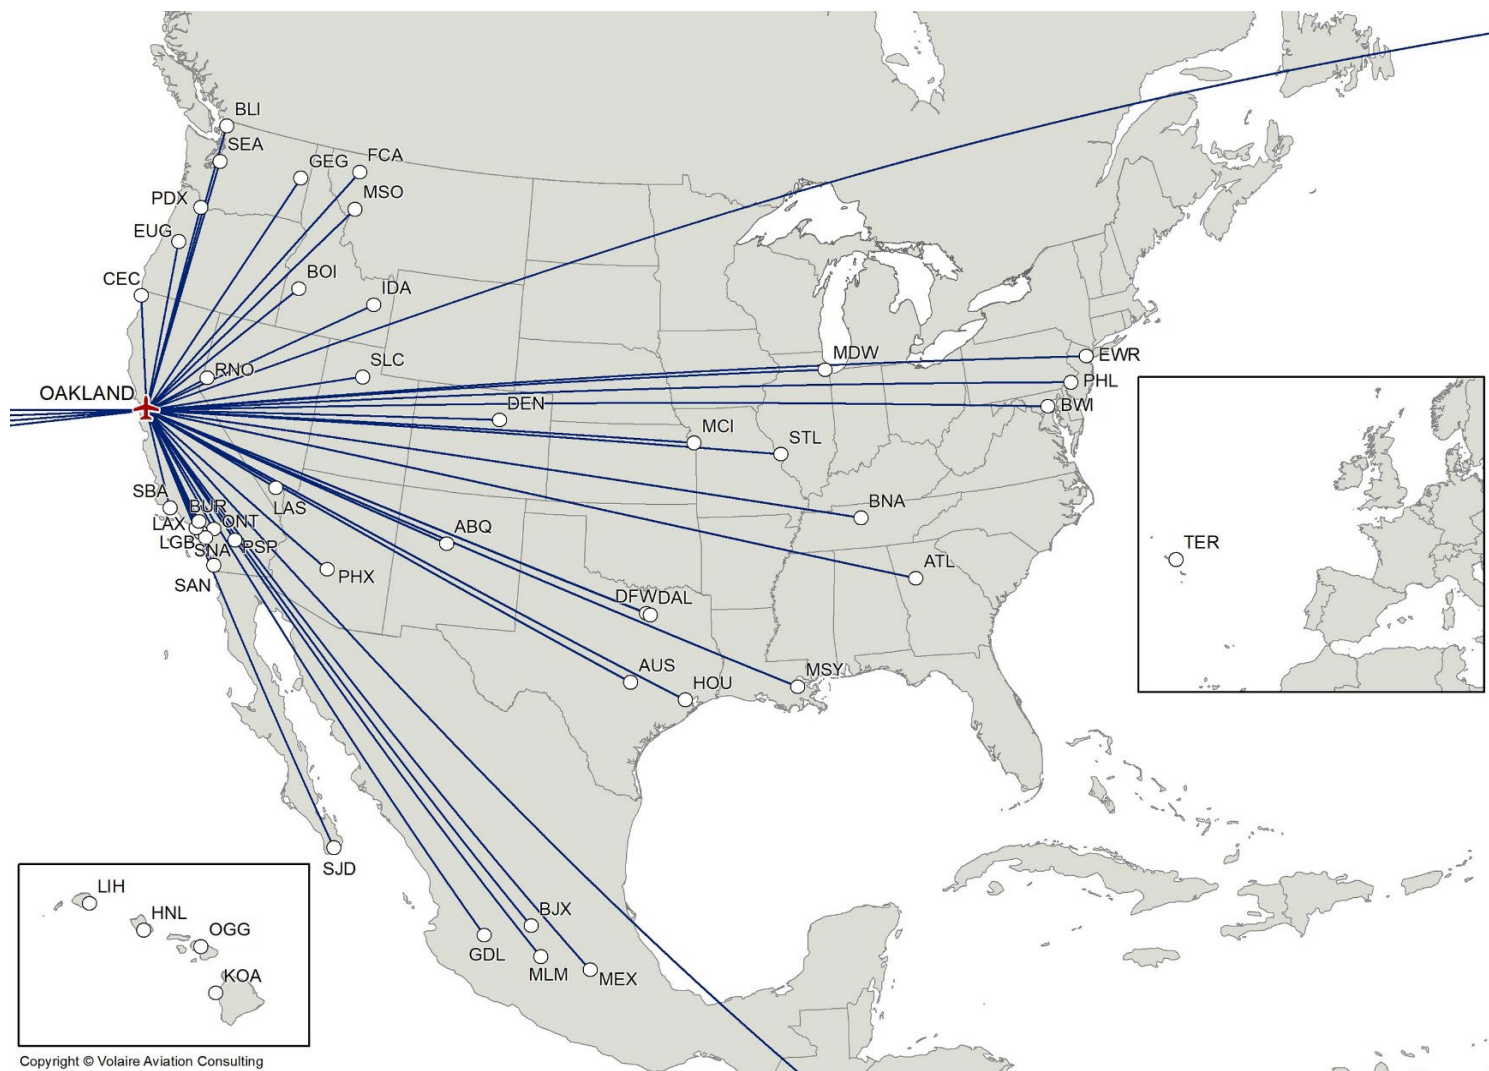 BLI
SEA
GEG
FCA
PDX
MSO
EUG
CEC
BOI
IDA
RNO
SLC
MDW
EWR
OAKLAND
PHL
DEN
BWI
MCI
STL
SBA
BUR
LAS
BNA
LAX
ONT
ABQ
LGB
SNA
PSP
TER
SAN
PHX
ATL
DFW
DAL
AUS
HOU
MSY
SJD
LIH
HNL
OGG
BJX
GDL
KOA
MLM
MEX
Copyright © Volaire Aviation Consulting